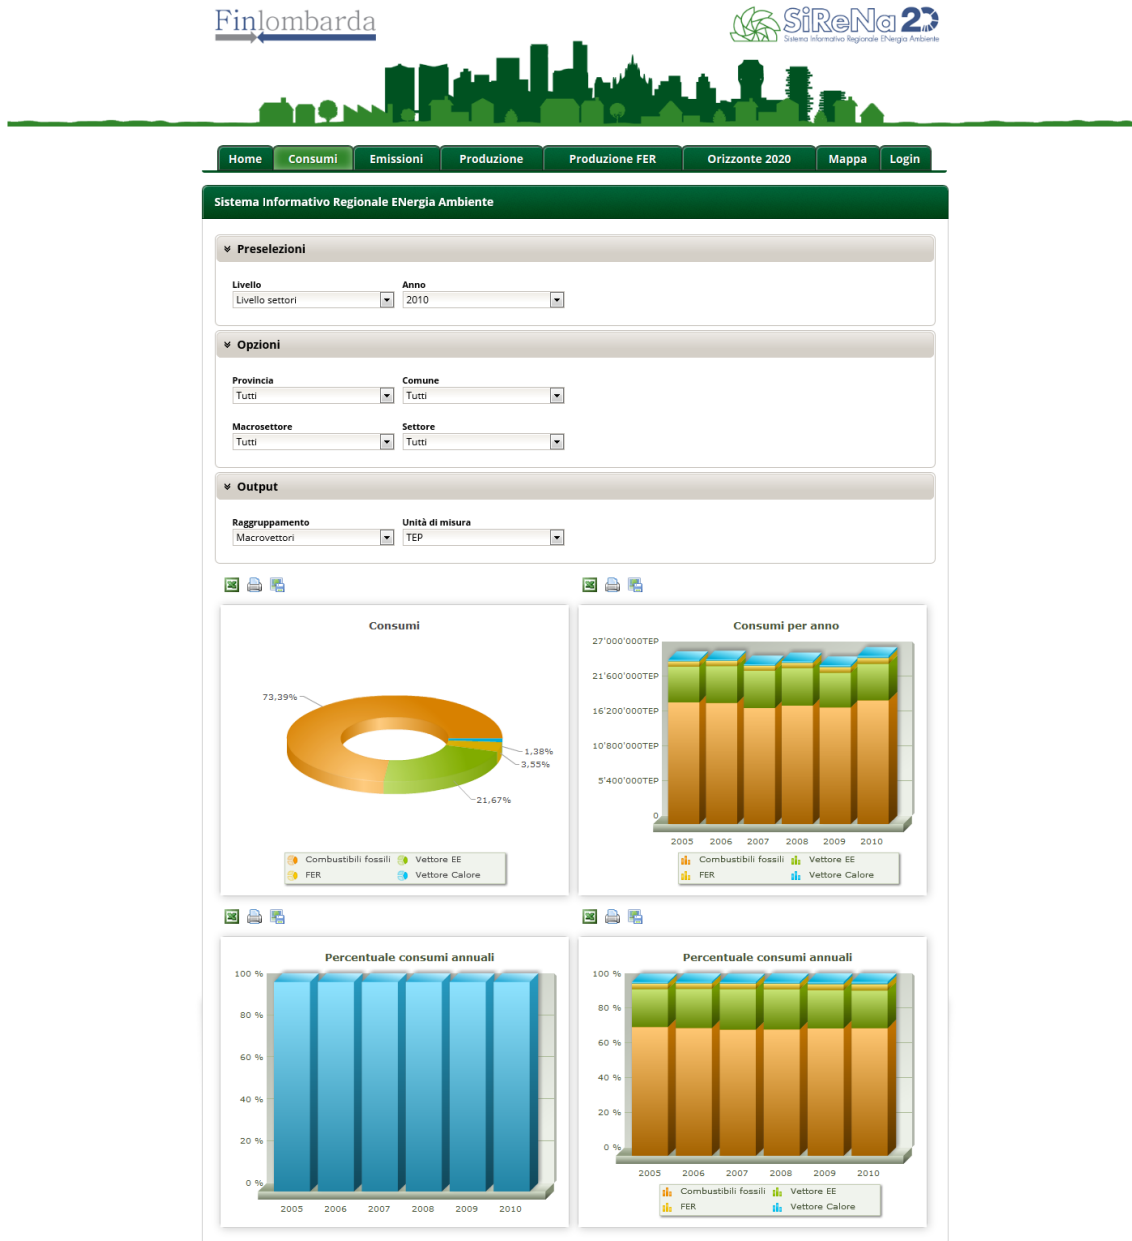 Finlombarda
SiReNa 20
Sistema Informativo Regionale ENergia Ambiente
Home Consumi Emissioni Produzione Produzione FER Orizzonte 2020 Mappa Login
Sistema Informativo Regionale ENergia Ambiente
Preselezioni
Livello Anno
Livello settori 2010
Opzioni
Provincia Comune
Tutti Tutti
Macrosettore Settore
Tutti Tutti
Output
Raggruppamento Unità di misura
Macrovettori TEP
Consumi
73,39%
1,38%
3,55%
21,67%
Combustibili fossili Vettore EE
FER Vettore Calore
Consumi per anno
27'000'000TEP
21'600'000TEP
16'200'000TEP
10'800'000TEP
5'400'000TEP
0
2005 2006 2007 2008 2009 2010
Combustibili fossili Vettore EE
FER Vettore Calore
Percentuale consumi annuali
100 %
80 %
60 %
40 %
20 %
0 %
2005 2006 2007 2008 2009 2010
Percentuale consumi annuali
100 %
80 %
60 %
40 %
20 %
0 %
2005 2006 2007 2008 2009 2010
Combustibili fossili Vettore EE
FER Vettore Calore